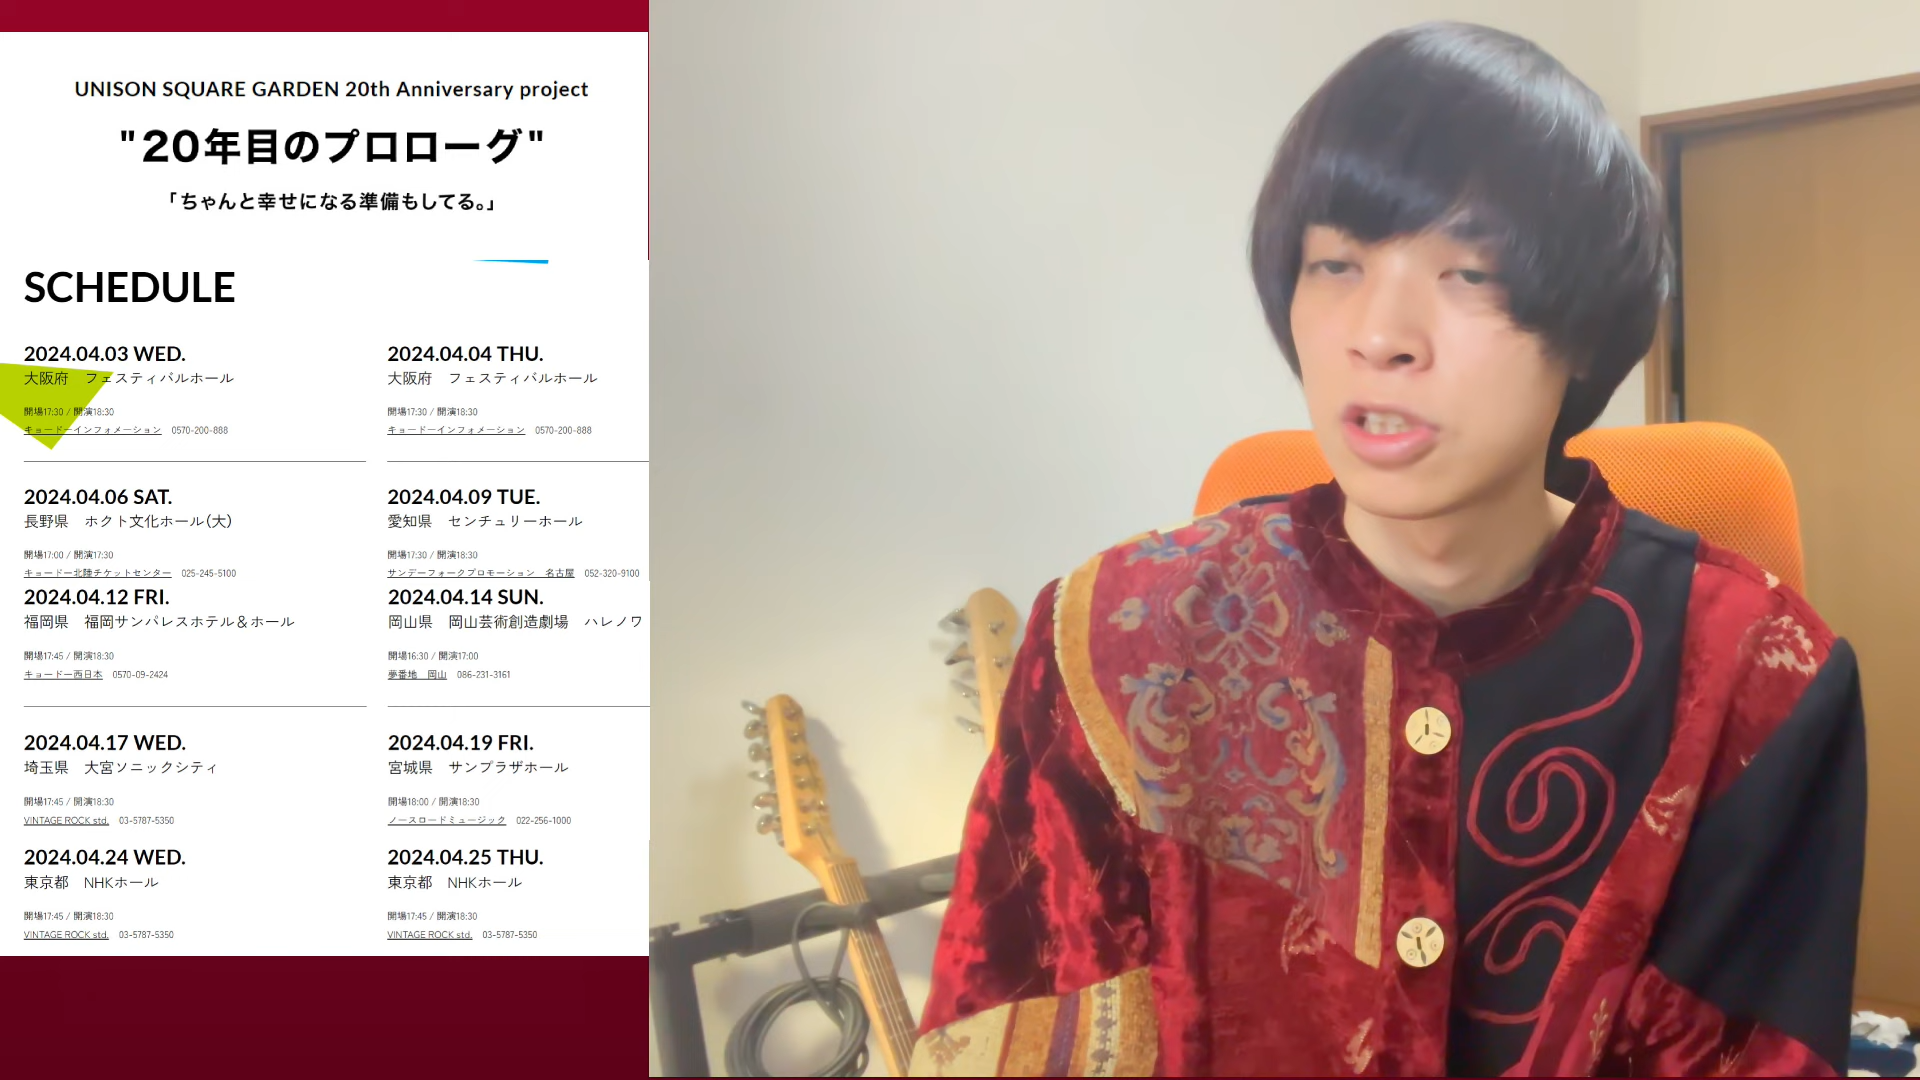 UNISON SQUARE GARDEN 20th Anniversary project
"20年目のプロローグ"
「ちゃんと幸せになる準備もしてる。」
SCHEDULE
2024.04.03 WED.
大阪府　フェスティバルホール
開場17:30 / 開演18:30
キョードーインフォメーション　0570-200-888
2024.04.04 THU.
大阪府　フェスティバルホール
開場17:30 / 開演18:30
キョードーインフォメーション　0570-200-888
2024.04.06 SAT.
長野県　ホクト文化ホール(大)
開場17:00 / 開演17:30
キョードー北陸チケットセンター　025-245-5100
2024.04.09 TUE.
愛知県　センチュリーホール
開場17:30 / 開演18:30
サンデーフォークプロモーション　名古屋　052-320-9100
2024.04.12 FRI.
福岡県　福岡サンパレスホテル＆ホール
開場17:45 / 開演18:30
キョードー西日本　0570-09-2424
2024.04.14 SUN.
岡山県　岡山芸術創造劇場　ハレノワ
開場16:30 / 開演17:00
夢番地　岡山　086-231-3161
2024.04.17 WED.
埼玉県　大宮ソニックシティ
開場17:45 / 開演18:30
VINTAGE ROCK std.　03-5787-5350
2024.04.19 FRI.
宮城県　サンプラザホール
開場18:00 / 開演18:30
ノースロードミュージック　022-256-1000
2024.04.24 WED.
東京都　NHKホール
開場17:45 / 開演18:30
VINTAGE ROCK std.　03-5787-5350
2024.04.25 THU.
東京都　NHKホール
開場17:45 / 開演18:30
VINTAGE ROCK std.　03-5787-5350